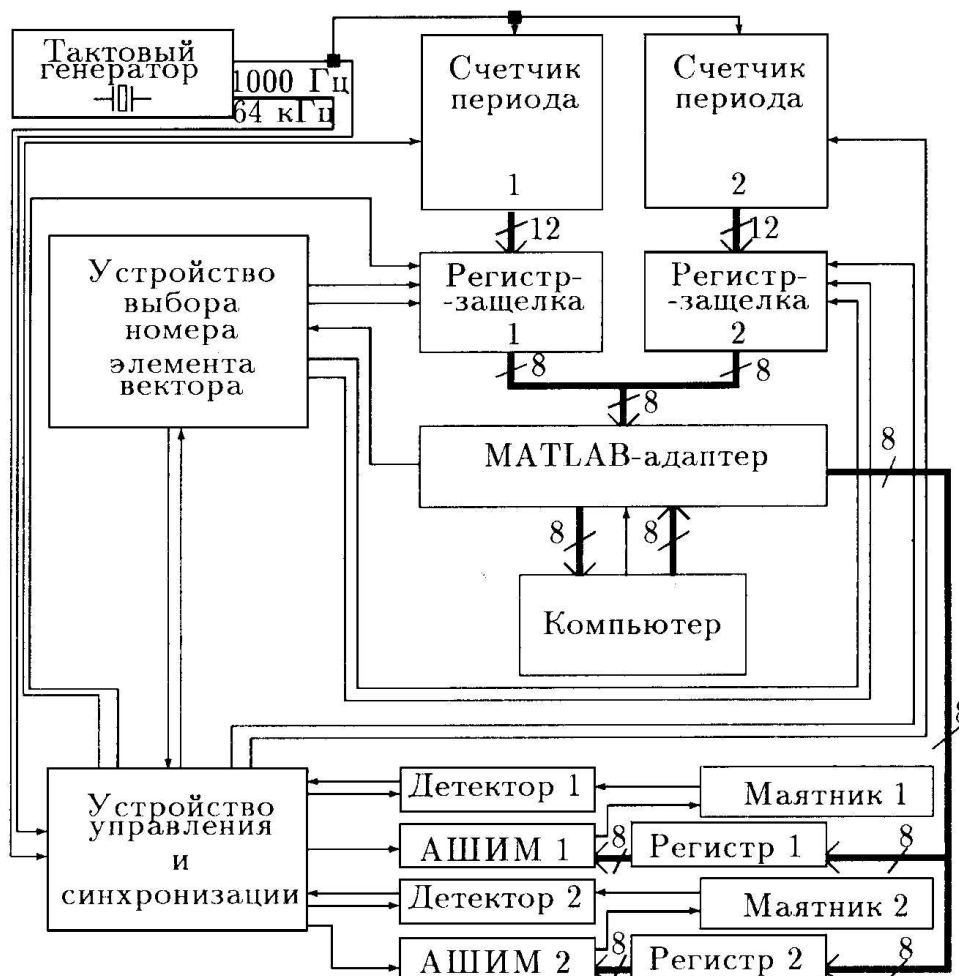 Тактовый
генератор
1000 Гц
64 кГц
Счетчик
периода
1
Счетчик
периода
2
12
12
Устройство
выбора
номера
элемента
вектора
Регистр-
-защелка
1
Регистр-
-защелка
2
8
8
8
MATLAB-адаптер
8
8
8
Компьютер
8
Устройство
управления
и
синхронизации
Детектор 1
Маятник 1
АШИМ 1
8
Регистр 1
8
Детектор 2
Маятник 2
АШИМ 2
8
Регистр 2
8